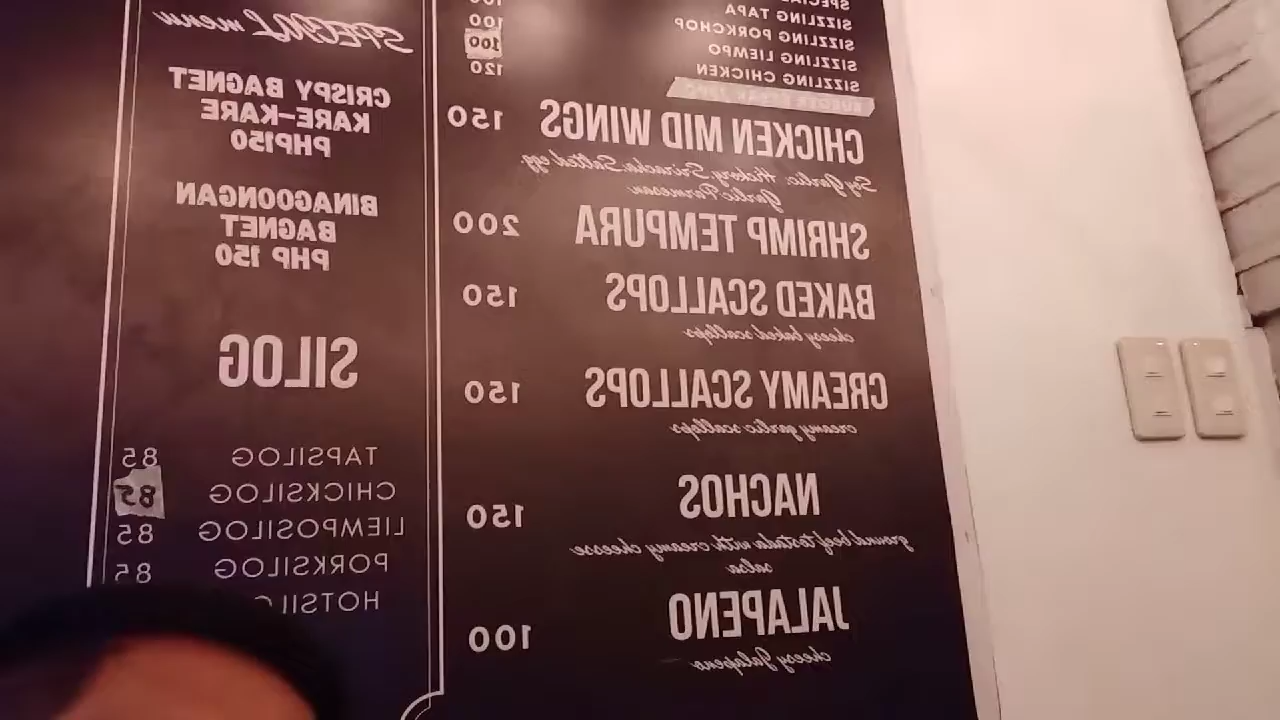 SIZZLING TAPA 100
SIZZLING PORKCHOP 100
SIZZLING LIEMPO 100
SIZZLING CHICKEN 120
CHICKEN MID WINGS 150
Soy Garlic, Hickory, Sriracha, Salted egg,
Garlic Parmesan
SHRIMP TEMPURA 200
BAKED SCALLOPS 150
cheesy baked scallops
CREAMY SCALLOPS 150
creamy garlic scallops
NACHOS 150
ground beef tostada with creamy cheese
salsa
JALAPENO 100
cheesy Jalapeno
SPECIAL menu
CRISPY BAGNET
KARE-KARE
PHP150
BINAGOONGAN
BAGNET
PHP 150
SILOG
TAPSILOG 85
CHICKSILOG 85
LIEMPOSILOG 85
PORKSILOG 85